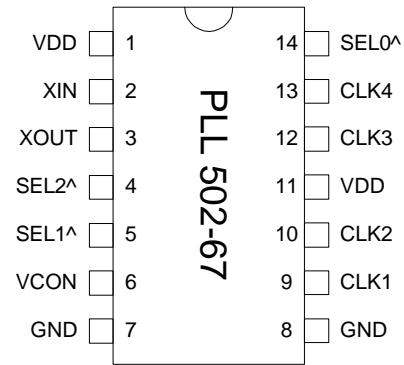 VDD 1 14 SEL0^
XIN 2 13 CLK4
XOUT 3 12 CLK3
SEL2^ 4 11 VDD
SEL1^ 5 10 CLK2
VCON 6 9 CLK1
GND 7 8 GND
PLL 502-67